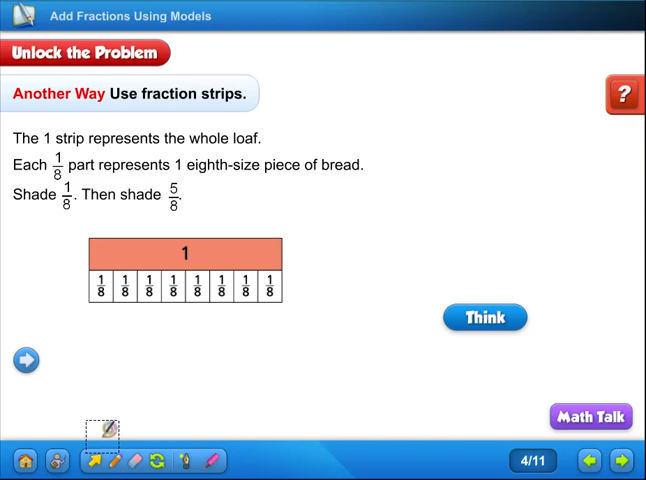 Add Fractions Using Models
Unlock the Problem
Another Way Use fraction strips.
?
The 1 strip represents the whole loaf.
Each 1/8 part represents 1 eighth-size piece of bread.
Shade 1/8. Then shade 5/8.
1
1/8 1/8 1/8 1/8 1/8 1/8 1/8 1/8
Think
Math Talk
4/11